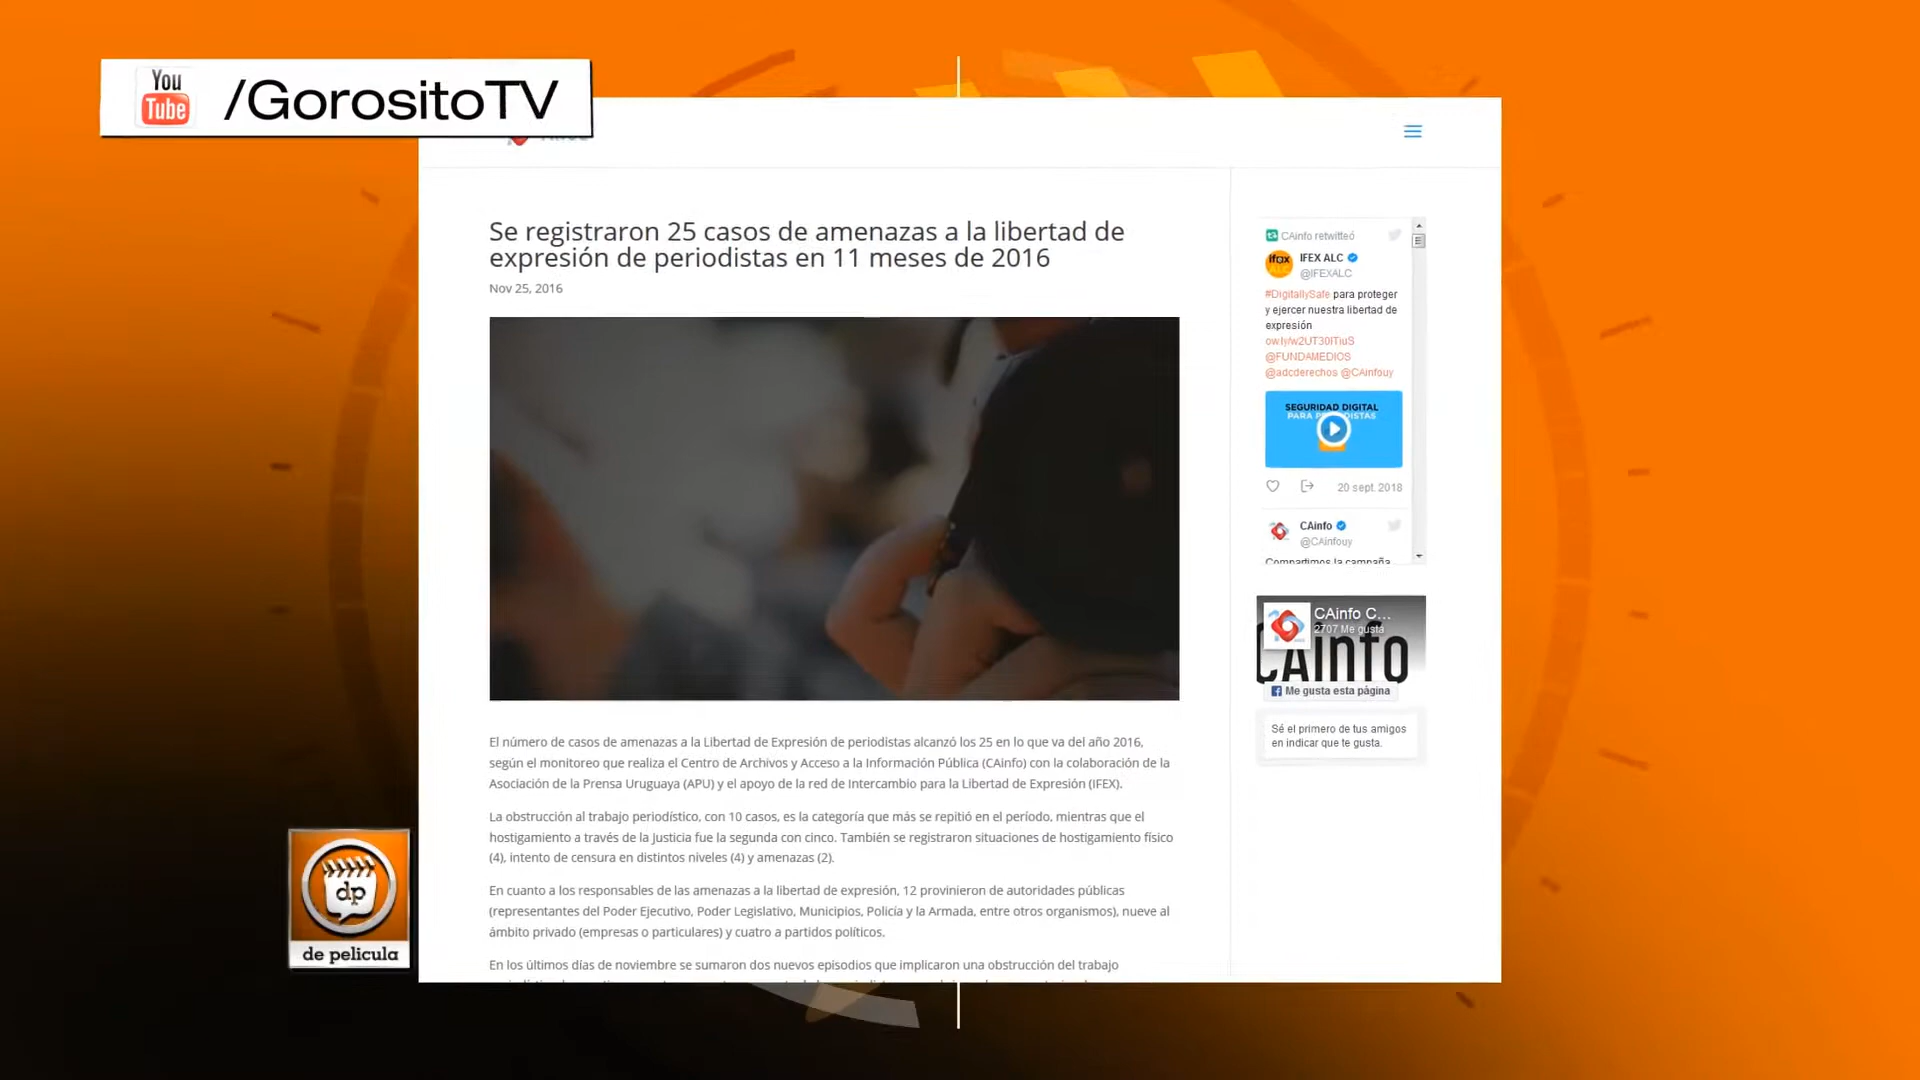 You
Tube
/GorositoTV
Se registraron 25 casos de amenazas a la libertad de
expresión de periodistas en 11 meses de 2016
Nov 25, 2016
El número de casos de amenazas a la Libertad de Expresión de periodistas alcanzó los 25 en lo que va del año 2016,
según el monitoreo que realiza el Centro de Archivos y Acceso a la Información Pública (CAinfo) con la colaboración de la
Asociación de la Prensa Uruguaya (APU) y el apoyo de la red de Intercambio para la Libertad de Expresión (IFEX).
La obstrucción al trabajo periodístico, con 10 casos, es la categoría que más se repitió en el período, mientras que el
hostigamiento a través de la Justicia fue la segunda con cinco. También se registraron situaciones de hostigamiento físico
(4), intento de censura en distintos niveles (4) y amenazas (2).
En cuanto a los responsables de las amenazas a la libertad de expresión, 12 provinieron de autoridades públicas
(representantes del Poder Ejecutivo, Poder Legislativo, Municipios, Policía y la Armada, entre otros organismos), nueve al
ámbito privado (empresas o particulares) y cuatro a partidos políticos.
En los últimos días de noviembre se sumaron dos nuevos episodios que implicaron una obstrucción del trabajo
CAinfo retwitteó
ifex
ALC
IFEX ALC
@IFEXALC
#DigitallySafe para proteger
y ejercer nuestra libertad de
expresión
ow.ly/w2UT30lTiuS
@FUNDAMEDIOS
@adcderechos @CAinfouy
SEGURIDAD DIGITAL
20 sept. 2018
CAinfo
@CAinfouy
Compartimos la campaña
CAinfo C...
2707 Me gusta
CAinfo
Me gusta esta página
Sé el primero de tus amigos
en indicar que te gusta.
dp
de pelicula